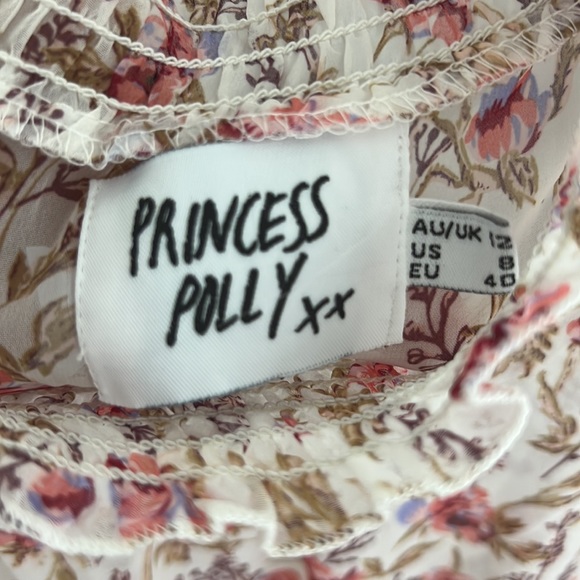 PRINCESS
POLLY xx
AU/UK 12
US 8
EU 40